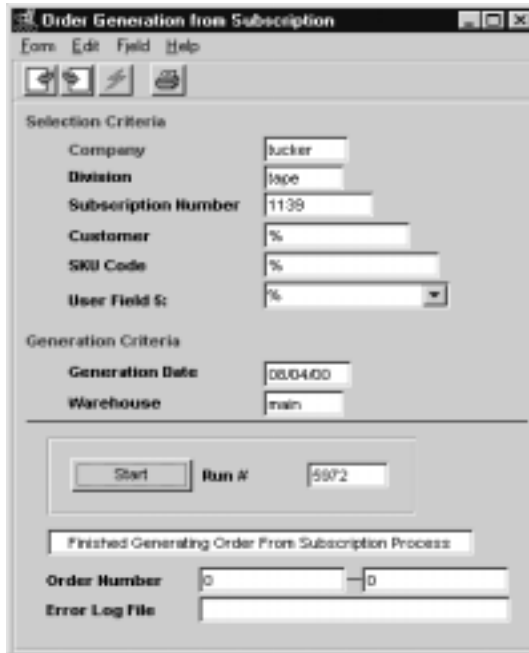 Order Generation from Subscription
Form Edit Field Help
Selection Criteria
Company tucker
Division tape
Subscription Number 1139
Customer %
SKU Code %
User Field 5: %
Generation Criteria
Generation Date 08/04/00
Warehouse main
Start Run # 5972
Finished Generating Order From Subscription Process
Order Number 0 — 0
Error Log File